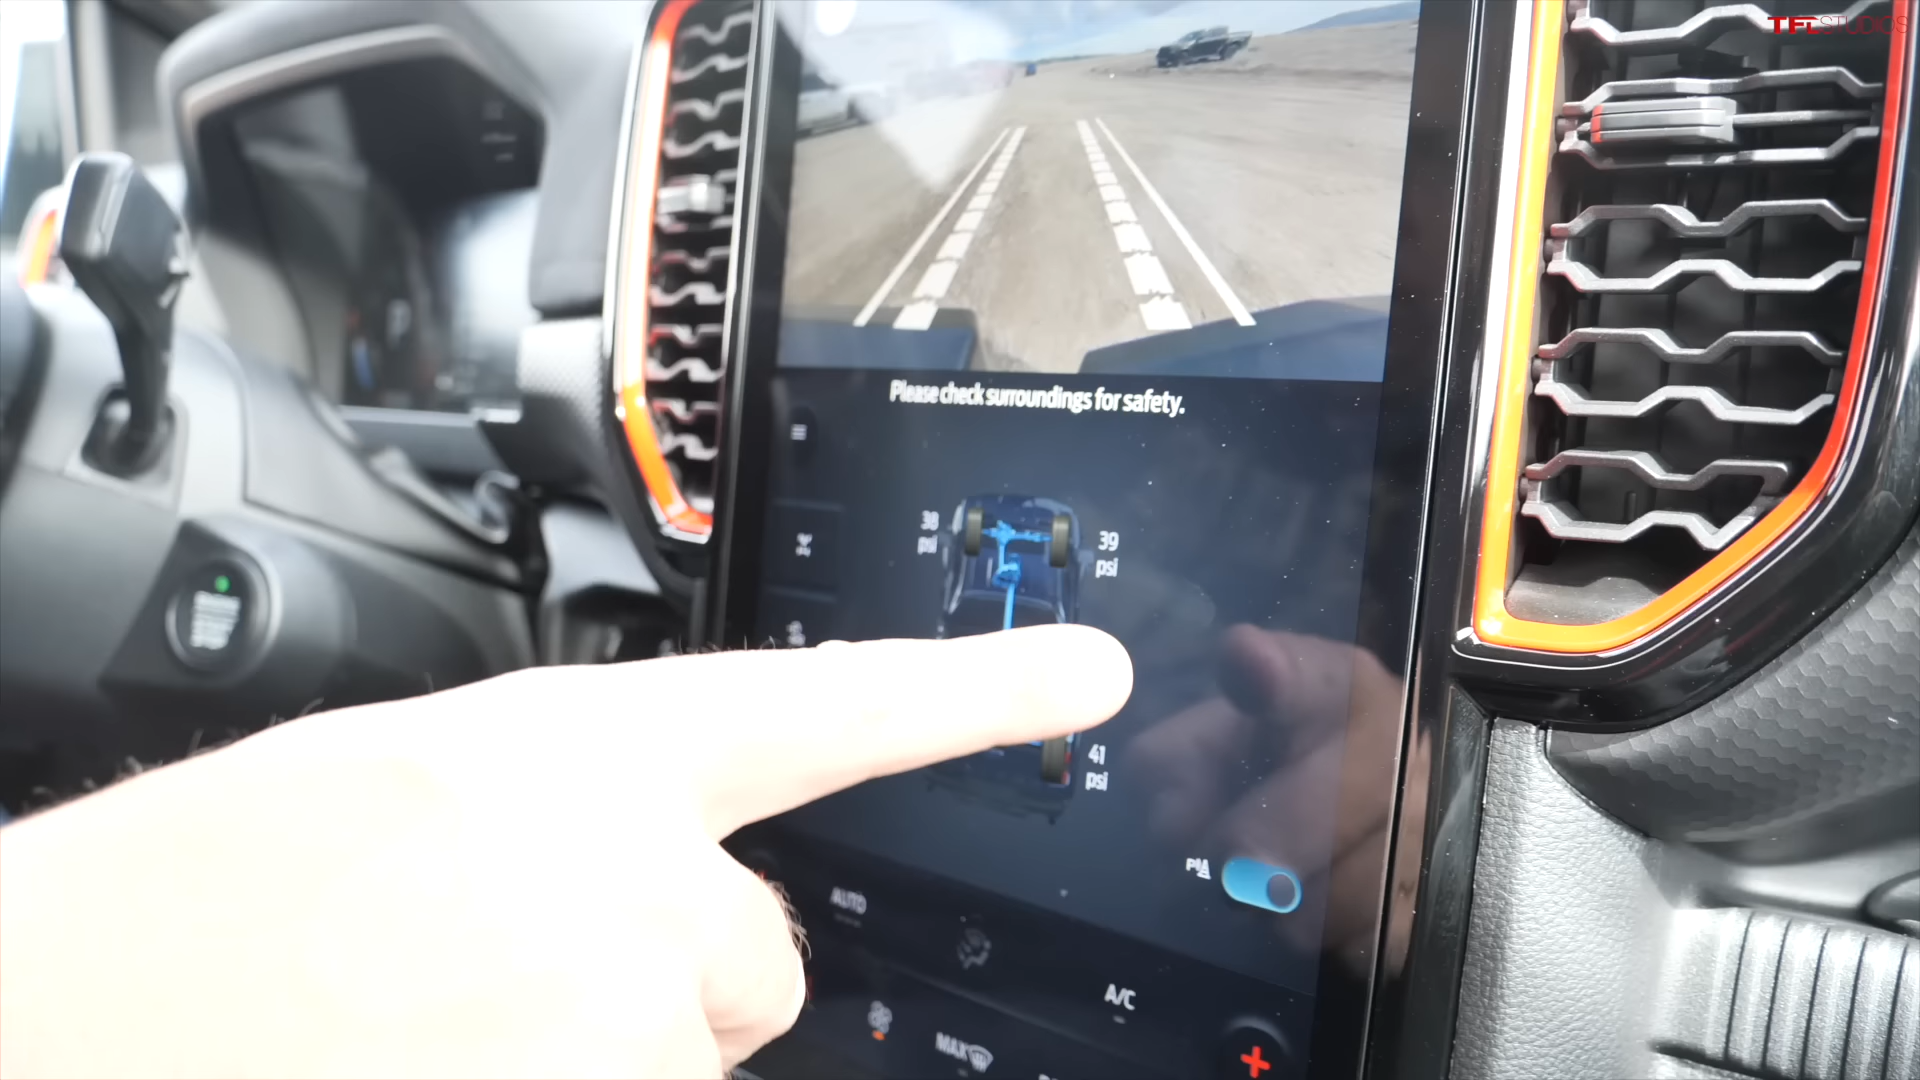 TFLSTUDIOS
Please check surroundings for safety.
38
psi
39
psi
41
psi
AUTO
A/C
MAX